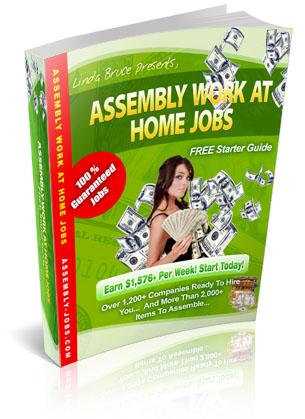 Linda Bruce presents,
ASSEMBLY WORK AT
HOME JOBS
FREE Starter Guide
100 %
Guaranteed
Jobs
Earn $1,576+ Per Week! Start Today!
Over 1,200+ Companies Ready To Hire
You... And More Than 2,000+
Items To Assemble...
ASSEMBLY WORK AT HOME JOBS
ASSEMBLY-JOBS.COM